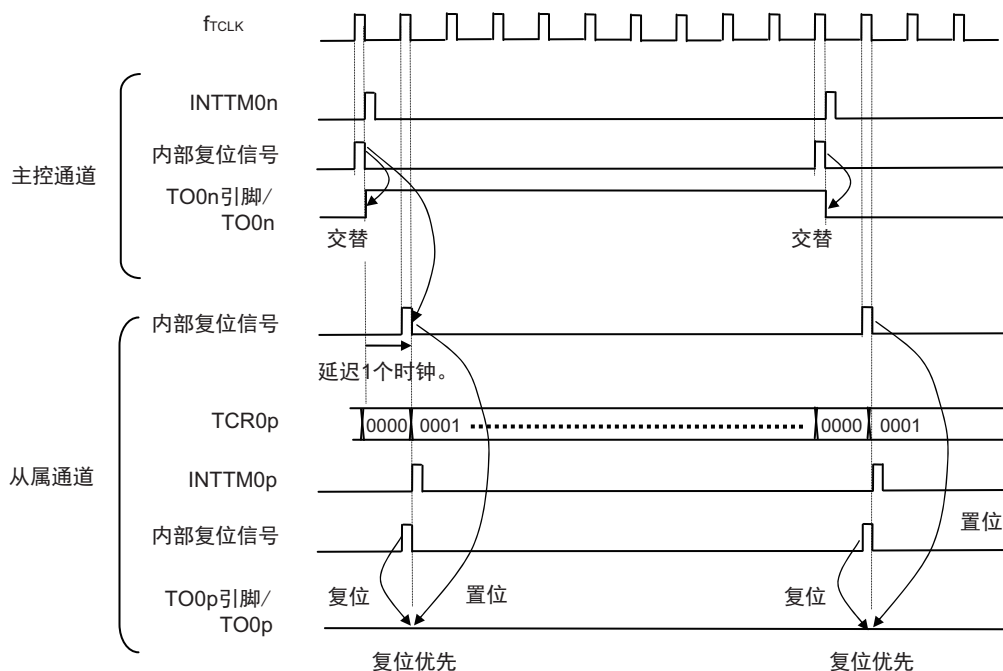 fTCLK
主控通道
INTTM0n
内部复位信号
TO0n引脚/
TO0n
交替
交替
从属通道
内部复位信号
延迟1个时钟。
TCR0p
0000
0001
0000
0001
INTTM0p
置位
内部复位信号
TO0p引脚/
TO0p
复位
置位
复位
复位优先
复位优先